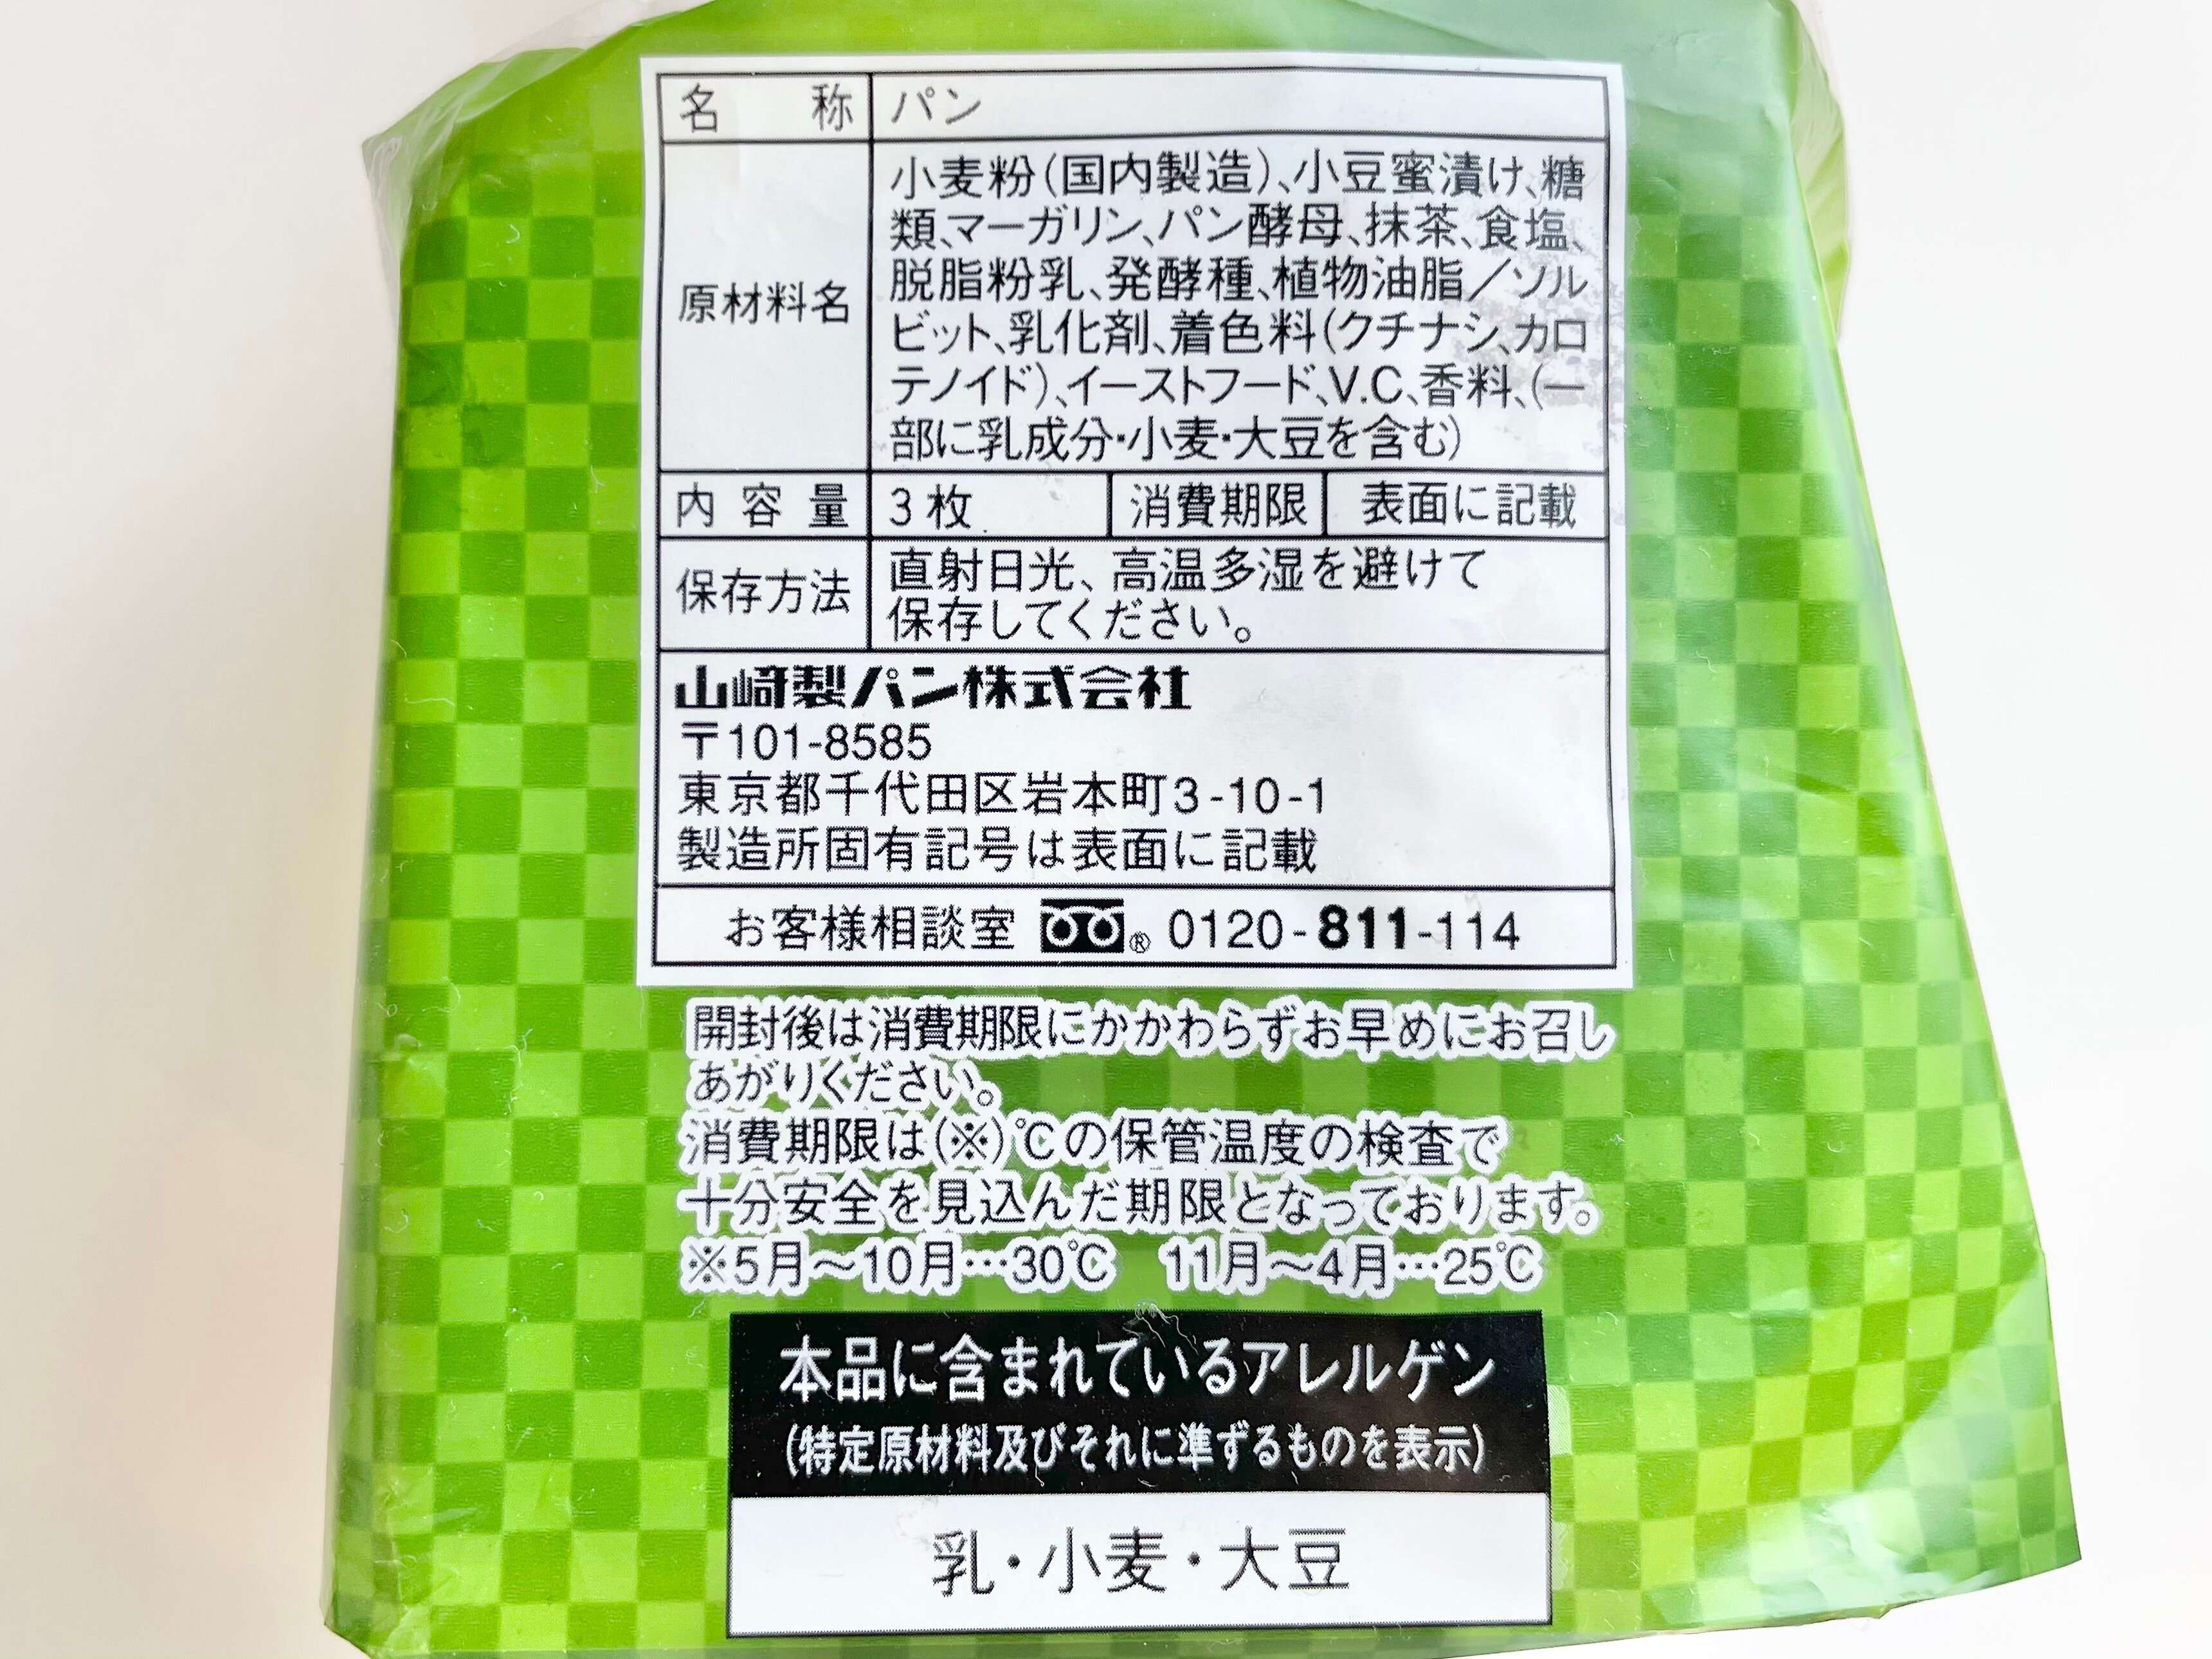 名称 パン
原材料名
小麦粉(国内製造)、小豆蜜漬け、糖
類、マーガリン、パン酵母、抹茶、食塩、
脱脂粉乳、発酵種、植物油脂／ソル
ビット、乳化剤、着色料(クチナシ、カロ
テノイド)、イーストフード、V.C、香料、(一
部に乳成分・小麦・大豆を含む)
内容量 3枚 消費期限 表面に記載
保存方法
直射日光、高温多湿を避けて
保存してください。
山崎製パン株式会社
〒101-8585
東京都千代田区岩本町3-10-1
製造所固有記号は表面に記載
お客様相談室 ® 0120-811-114
開封後は消費期限にかかわらずお早めにお召し
あがりください。
消費期限は(※)℃の保管温度の検査で
十分安全を見込んだ期限となっております。
※5月～10月…30℃ 11月～4月…25℃
本品に含まれているアレルゲン
(特定原材料及びそれに準ずるものを表示)
乳・小麦・大豆